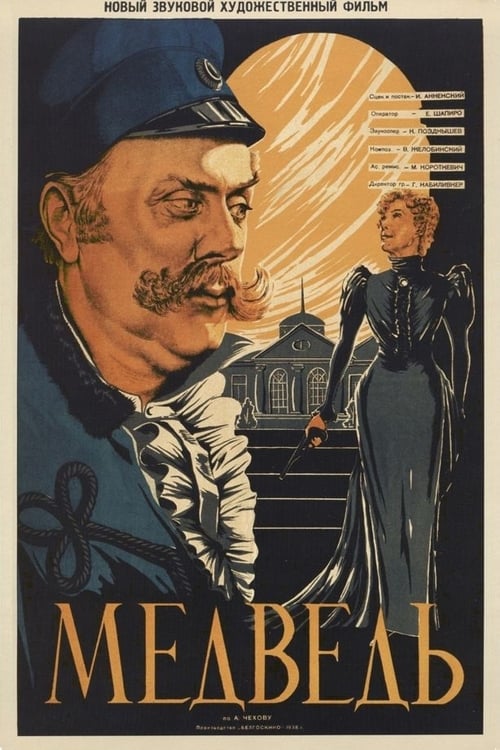 НОВЫЙ ЗВУКОВОЙ ХУДОЖЕСТВЕННЫЙ ФИЛЬМ
Сцен. и постан. – И. АННЕНСКИЙ
Оператор – Е. ШАПИРО
Звукоопер. – К. ПОЗДНЫШЕВ
Композ. – В. ЖЕЛОБИНСКИЙ
Ас. режис. – М. КОРОТКЕВИЧ
Директор гр. – Г. НАБИЛИВКЕР
МЕДВЕДЬ
по А. ЧЕХОВУ
Производство „БЕЛГОСКИНО" – 1938 г.